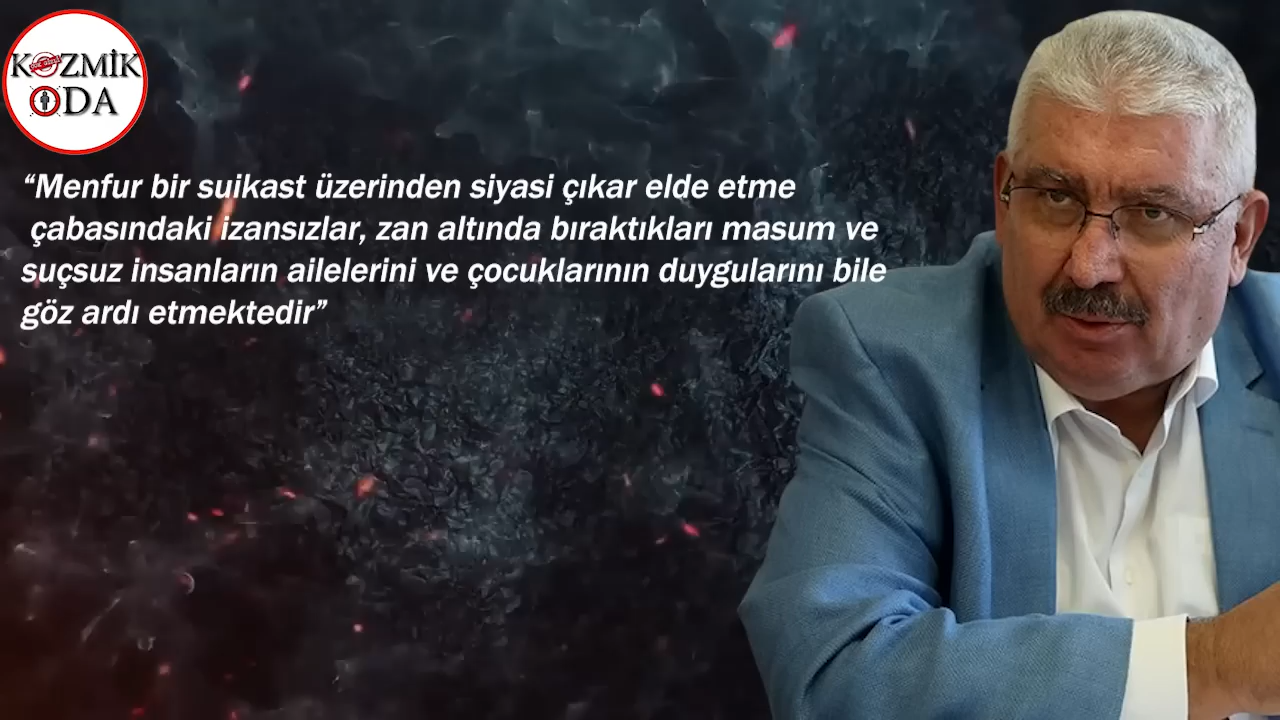 KOZMİK
ODA
“Menfur bir suikast üzerinden siyasi çıkar elde etme
çabasındaki izansızlar, zan altında bıraktıkları masum ve
suçsuz insanların ailelerini ve çocuklarının duygularını bile
göz ardı etmektedir”